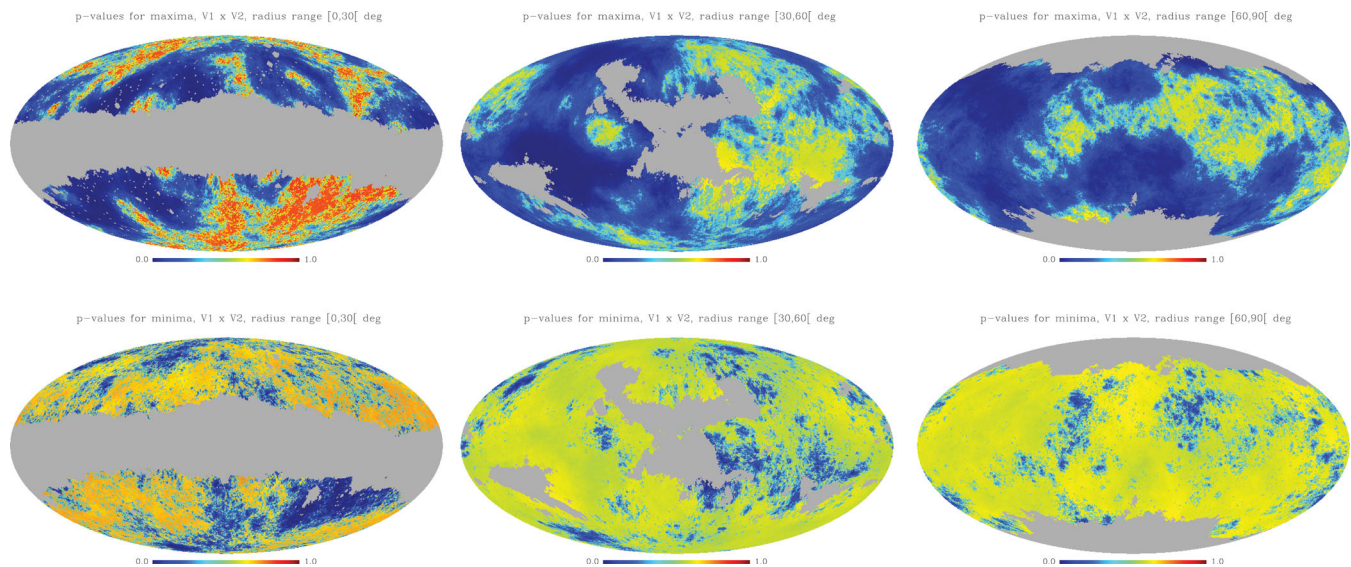 p-values for maxima, V1 x V2, radius range [0,30[ deg
p-values for maxima, V1 x V2, radius range [30,60[ deg
p-values for maxima, V1 x V2, radius range [60,90[ deg
0.0 1.0
0.0 1.0
0.0 1.0
p-values for minima, V1 x V2, radius range [0,30[ deg
p-values for minima, V1 x V2, radius range [30,60[ deg
p-values for minima, V1 x V2, radius range [60,90[ deg
0.0 1.0
0.0 1.0
0.0 1.0